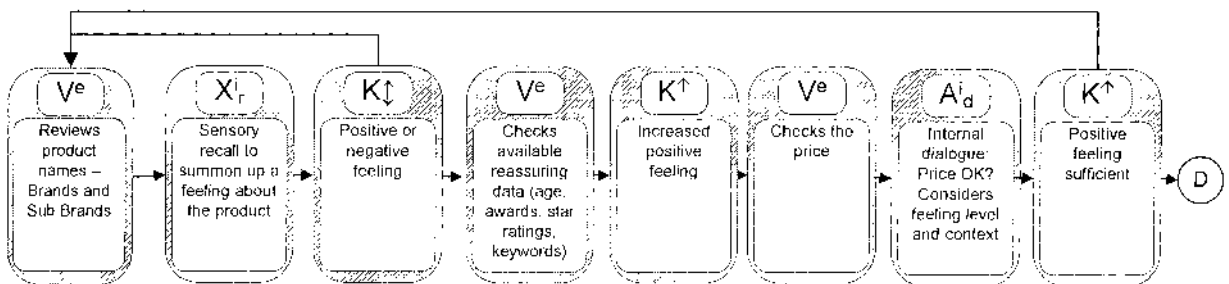 Vᵉ
Reviews
product
names –
Brands and
Sub Brands
Xⁱᵣ
Sensory
recall to
summon up a
feeling about
the product
K↕
Positive or
negative
feeling
Vᵉ
Checks
available
reassuring
data (age,
awards, star
ratings,
keywords)
K↑
Increased
positive
feeling
Vᵉ
Checks the
price
Aⁱd
Internal
dialogue:
Price OK?
Considers
feeling level
and context
K↑
Positive
feeling
sufficient
D